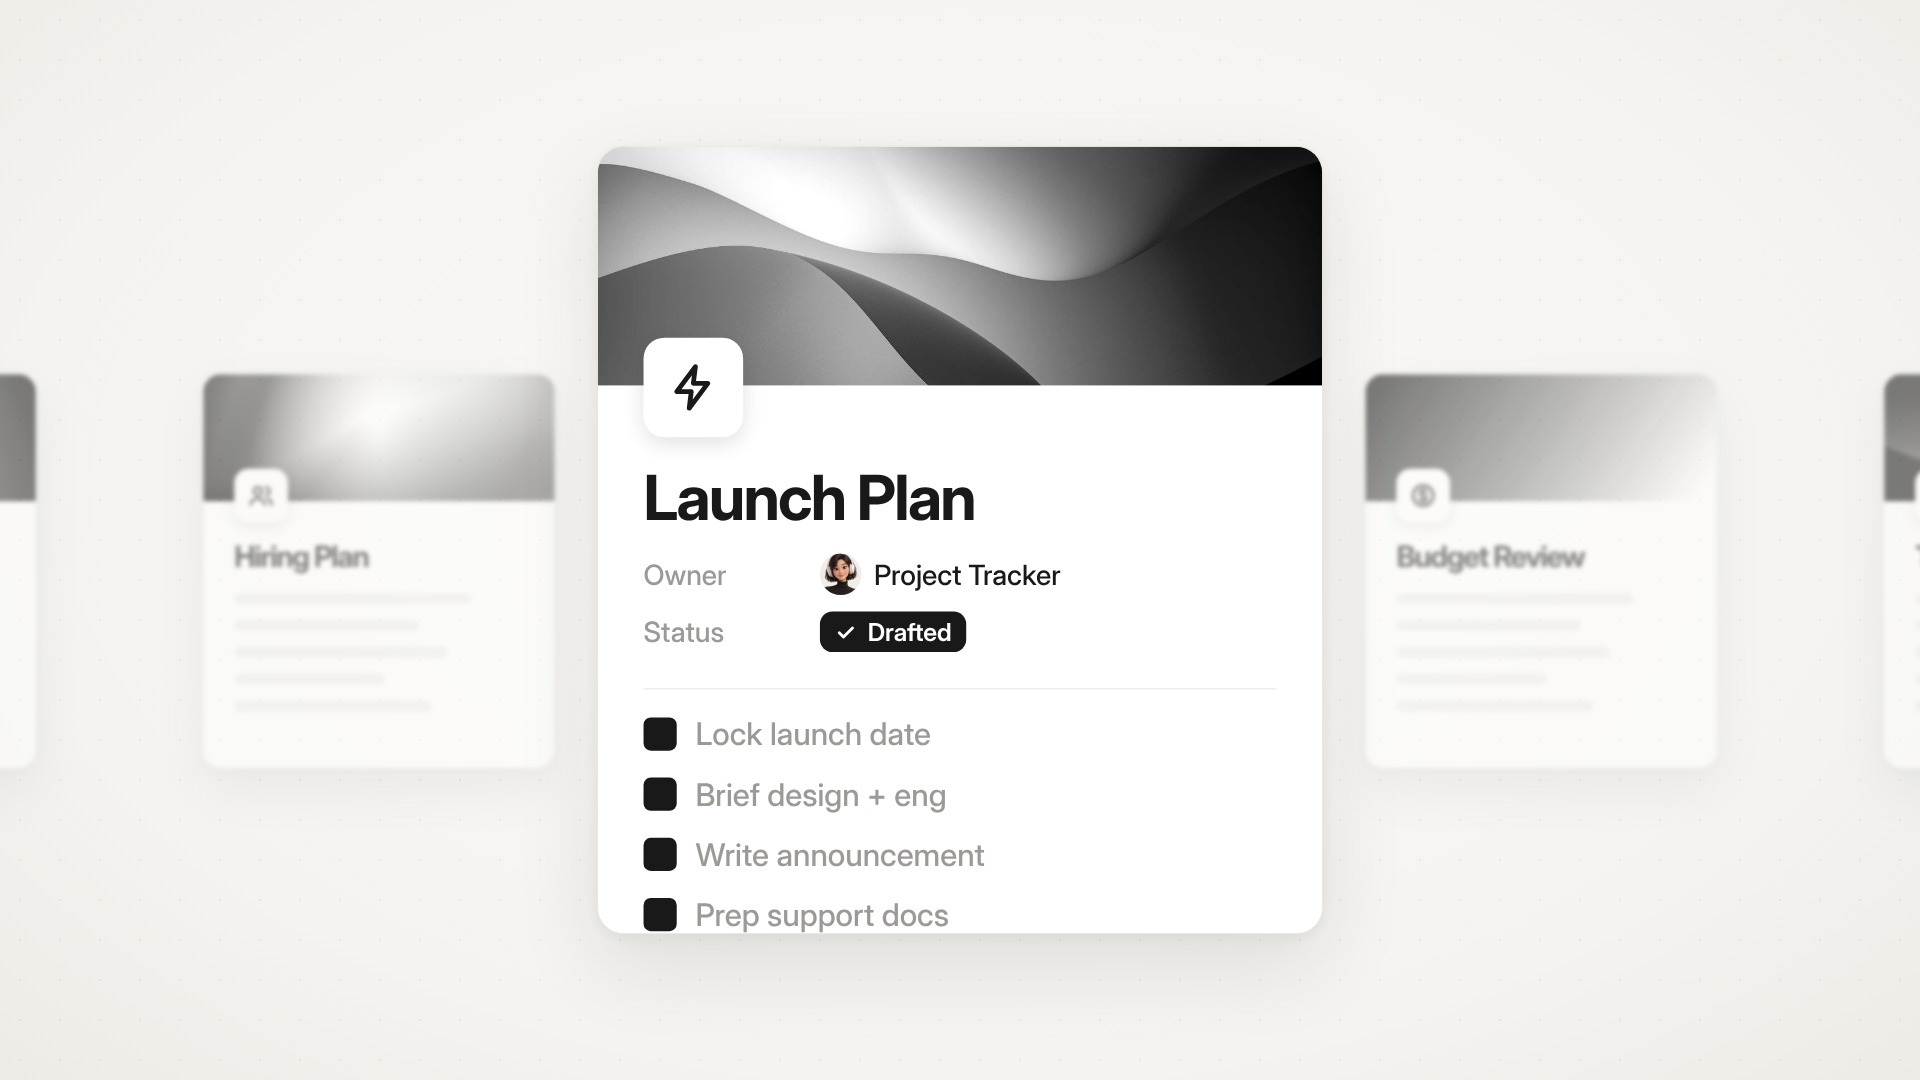 Launch Plan
Owner
Project Tracker
Status
Drafted
Lock launch date
Brief design + eng
Write announcement
Prep support docs
Hiring Plan
Budget Review